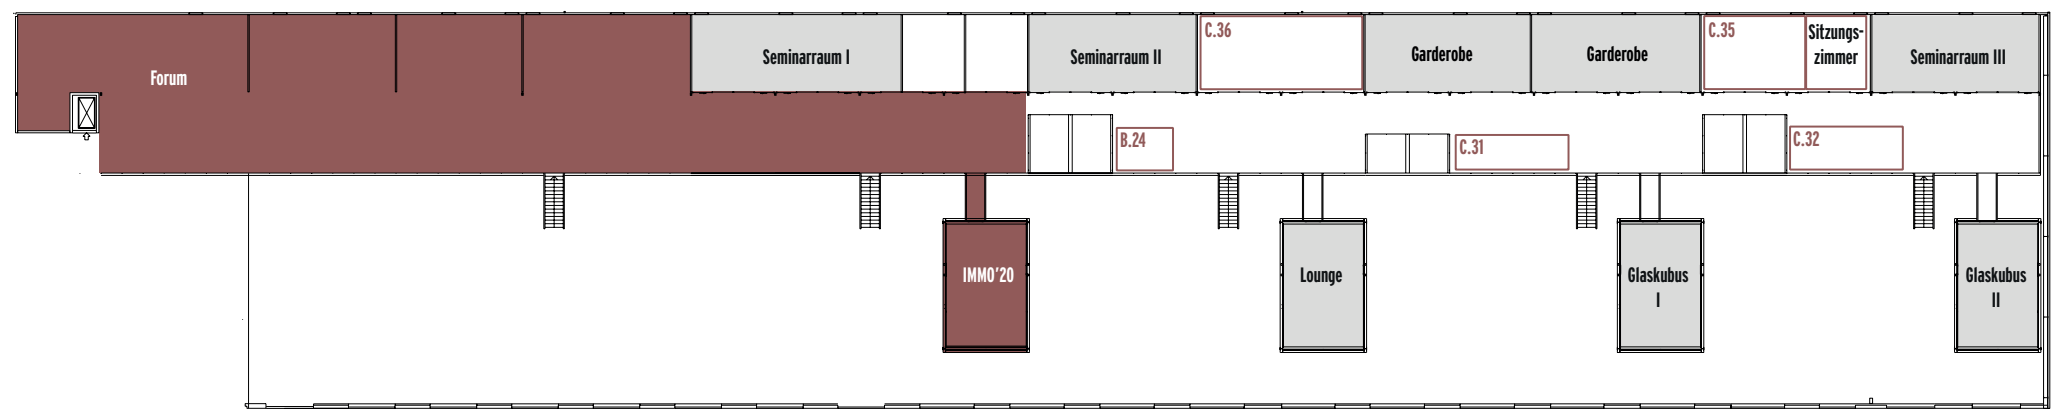 Forum
Seminarraum I
Seminarraum II
C.36
Garderobe
Garderobe
C.35
Sitzungs-
zimmer
Seminarraum III
B.24
C.31
C.32
IMMO'20
Lounge
Glaskubus
I
Glaskubus
II